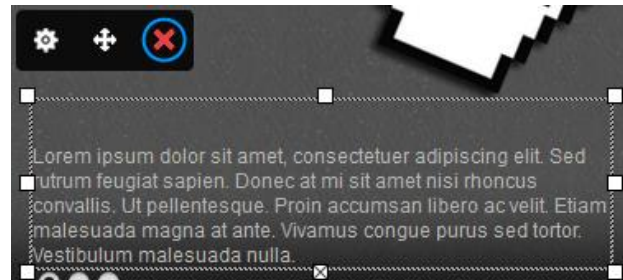 Lorem ipsum dolor sit amet, consectetuer adipiscing elit. Sed
rutrum feugiat sapien. Donec at mi sit amet nisi rhoncus
convallis. Ut pellentesque. Proin accumsan libero ac velit. Etiam
malesuada magna at ante. Vivamus congue purus sed tortor.
Vestibulum malesuada nulla.